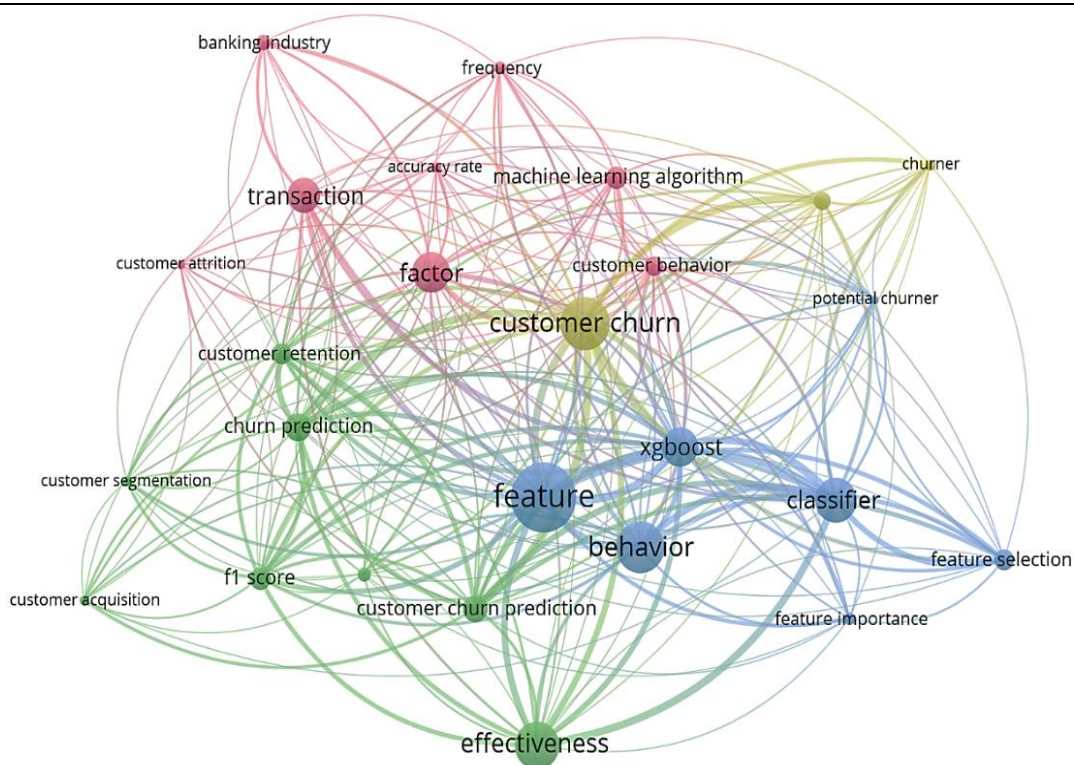 banking industry
frequency
churner
accuracy rate
machine learning algorithm
transaction
customer attrition
factor
customer behavior
potential churner
customer churn
customer retention
churn prediction
xgboost
customer segmentation
feature
classifier
behavior
feature selection
f1 score
customer acquisition
customer churn prediction
feature importance
effectiveness